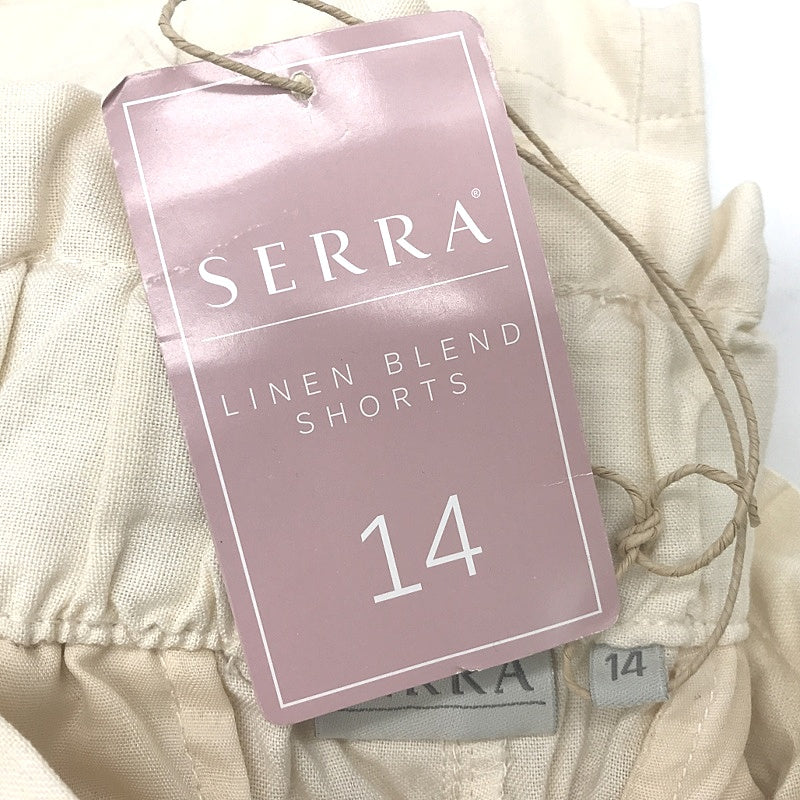 SERRA®
LINEN BLEND
SHORTS
14
14